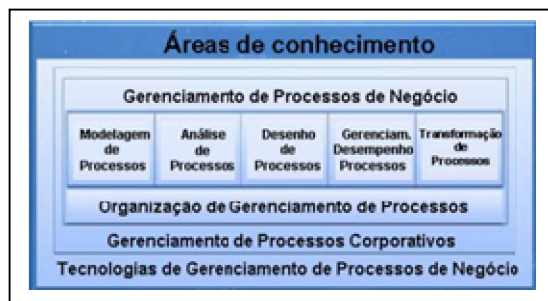 Áreas de conhecimento
Gerenciamento de Processos de Negócio
Modelagem de Processos
Análise de Processos
Desenho de Processos
Gerenciam. Desempenho Processos
Transformação de Processos
Organização de Gerenciamento de Processos
Gerenciamento de Processos Corporativos
Tecnologias de Gerenciamento de Processos de Negócio